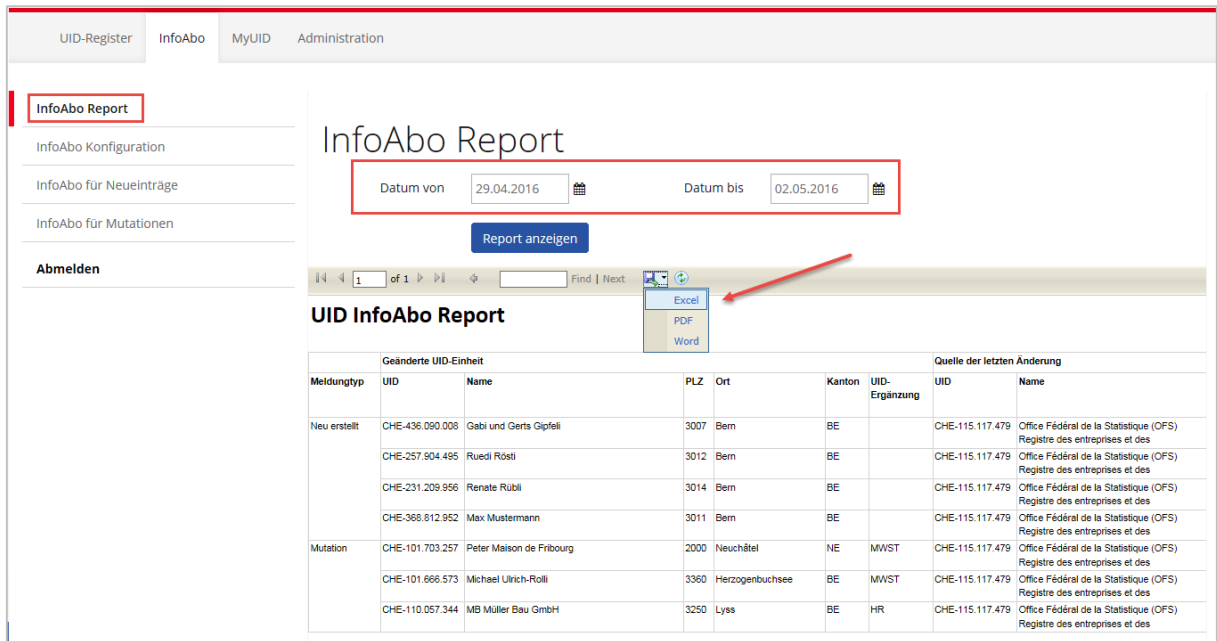 UID-Register InfoAbo MyUID Administration
InfoAbo Report
InfoAbo Konfiguration
InfoAbo für Neueinträge
InfoAbo für Mutationen
Abmelden
InfoAbo Report
Datum von 29.04.2016 Datum bis 02.05.2016
Report anzeigen
1 of 1 Find | Next
Excel
PDF
Word
UID InfoAbo Report
Geänderte UID-Einheit Quelle der letzten Änderung
Meldungtyp UID Name PLZ Ort Kanton UID- UID Name
Ergänzung
Neu erstellt CHE-436.090.008 Gabi und Gerts Gipfeli 3007 Bern BE CHE-115.117.479 Office Fédéral de la Statistique (OFS)
Registre des entreprises et des
CHE-257.904.495 Ruedi Rösti 3012 Bern BE CHE-115.117.479 Office Fédéral de la Statistique (OFS)
Registre des entreprises et des
CHE-231.209.956 Renate Rübli 3014 Bern BE CHE-115.117.479 Office Fédéral de la Statistique (OFS)
Registre des entreprises et des
CHE-368.812.952 Max Mustermann 3011 Bern BE CHE-115.117.479 Office Fédéral de la Statistique (OFS)
Registre des entreprises et des
Mutation CHE-101.703.257 Peter Maison de Fribourg 2000 Neuchâtel NE MWST CHE-115.117.479 Office Fédéral de la Statistique (OFS)
Registre des entreprises et des
CHE-101.666.573 Michael Ulrich-Rolli 3360 Herzogenbuchsee BE MWST CHE-115.117.479 Office Fédéral de la Statistique (OFS)
Registre des entreprises et des
CHE-110.057.344 MB Müller Bau GmbH 3250 Lyss BE HR CHE-115.117.479 Office Fédéral de la Statistique (OFS)
Registre des entreprises et des